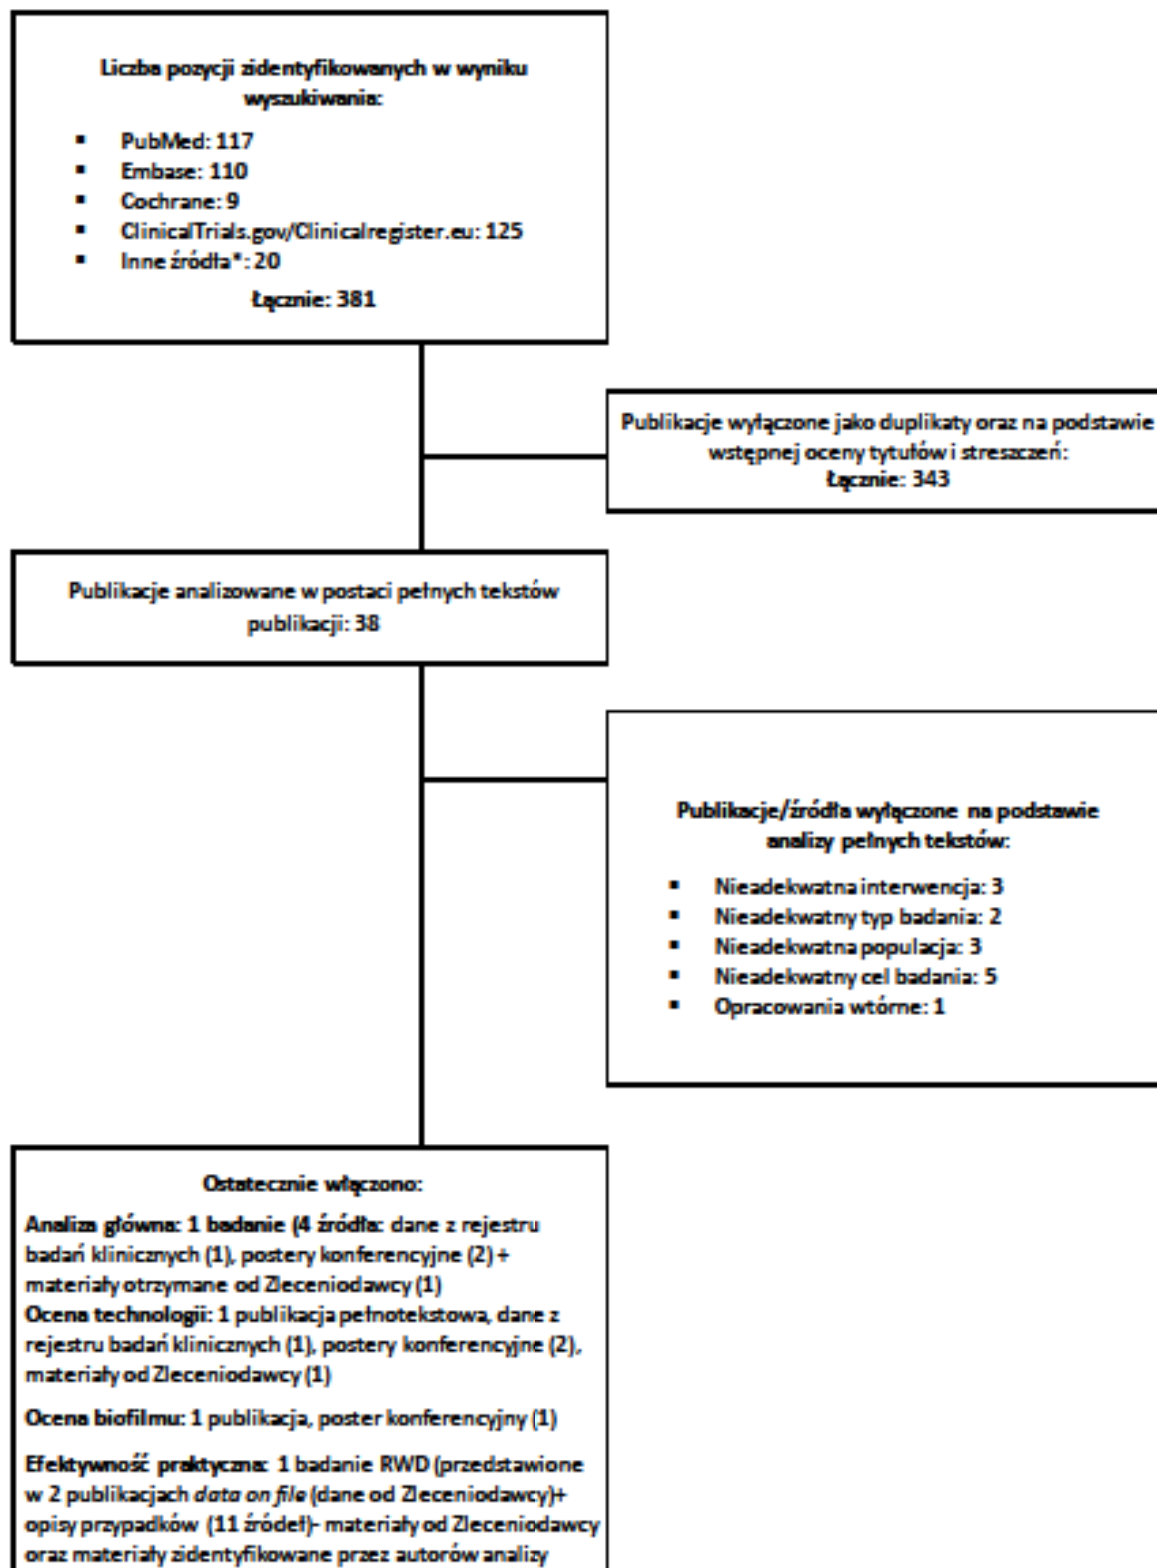 Liczba pozycji zidentyfikowanych w wyniku
wyszukiwania:
▪ PubMed: 117
▪ Embase: 110
▪ Cochrane: 9
▪ ClinicalTrials.gov/Clinicalregister.eu: 125
▪ Inne źródła*: 20
Łącznie: 381
Publikacje wyłączone jako duplikaty oraz na podstawie
wstępnej oceny tytułów i streszczeń:
Łącznie: 343
Publikacje analizowane w postaci pełnych tekstów
publikacji: 38
Publikacje/źródła wyłączone na podstawie
analizy pełnych tekstów:
▪ Nieadekwatna interwencja: 3
▪ Nieadekwatny typ badania: 2
▪ Nieadekwatna populacja: 3
▪ Nieadekwatny cel badania: 5
▪ Opracowania wtórne: 1
Ostatecznie włączono:
Analiza główna: 1 badanie (4 źródła: dane z rejestru
badań klinicznych (1), postery konferencyjne (2) +
materiały otrzymane od Zleceniodawcy (1)
Ocena technologii: 1 publikacja pełnotekstowa, dane z
rejestru badań klinicznych (1), postery konferencyjne (2),
materiały od Zleceniodawcy (1)
Ocena biofilmu: 1 publikacja, poster konferencyjny (1)
Efektywność praktyczna: 1 badanie RWD (przedstawione
w 2 publikacjach data on file (dane od Zleceniodawcy)+
opisy przypadków (11 źródeł)- materiały od Zleceniodawcy
oraz materiały zidentyfikowane przez autorów analizy